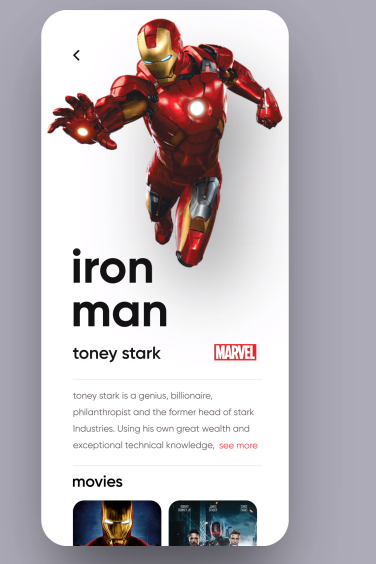 iron
man
toney stark
MARVEL
toney stark is a genius, billionaire,
philanthropist and the former head of stark
Industries. Using his own great wealth and
exceptional technical knowledge, see more
movies